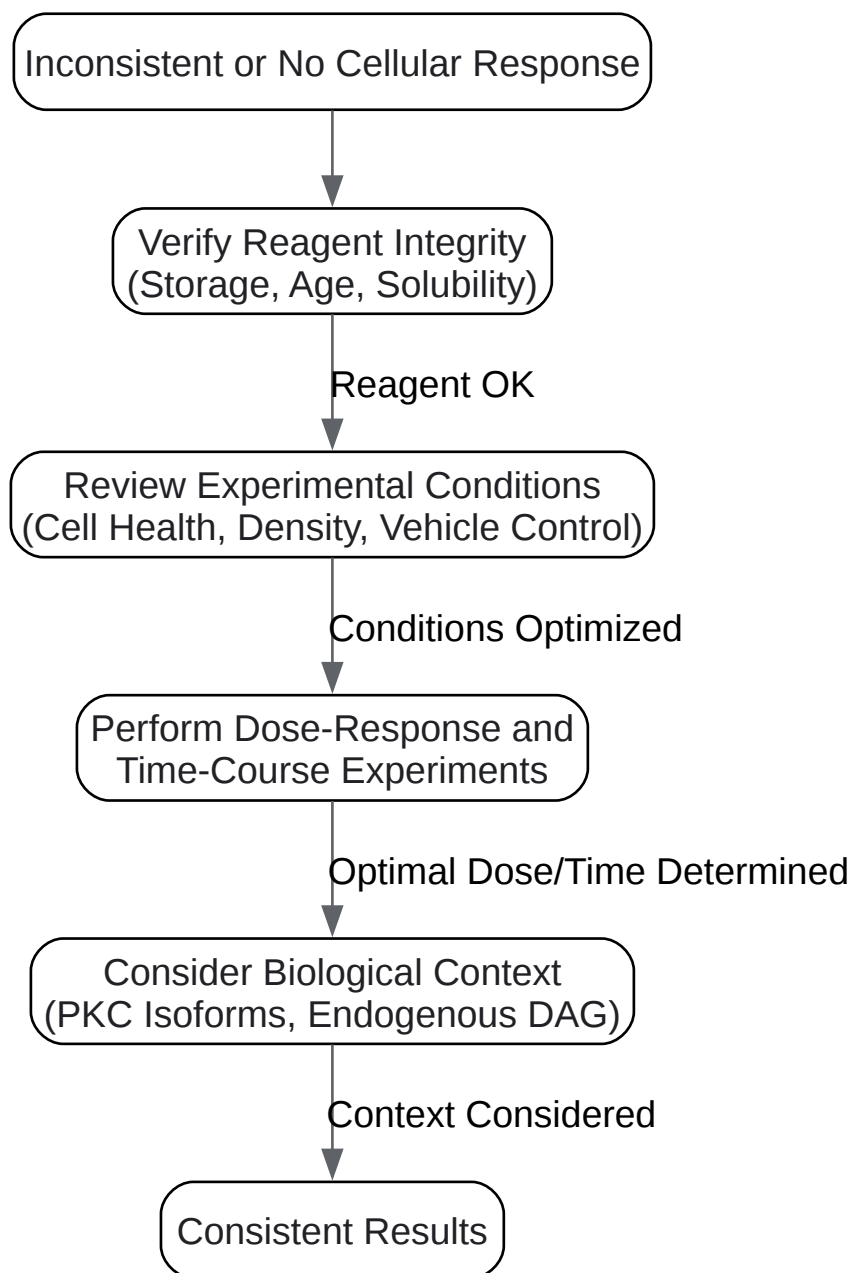 Inconsistent or No Cellular Response
Verify Reagent Integrity
(Storage, Age, Solubility)
Reagent OK
Review Experimental Conditions
(Cell Health, Density, Vehicle Control)
Conditions Optimized
Perform Dose-Response and
Time-Course Experiments
Optimal Dose/Time Determined
Consider Biological Context
(PKC Isoforms, Endogenous DAG)
Context Considered
Consistent Results